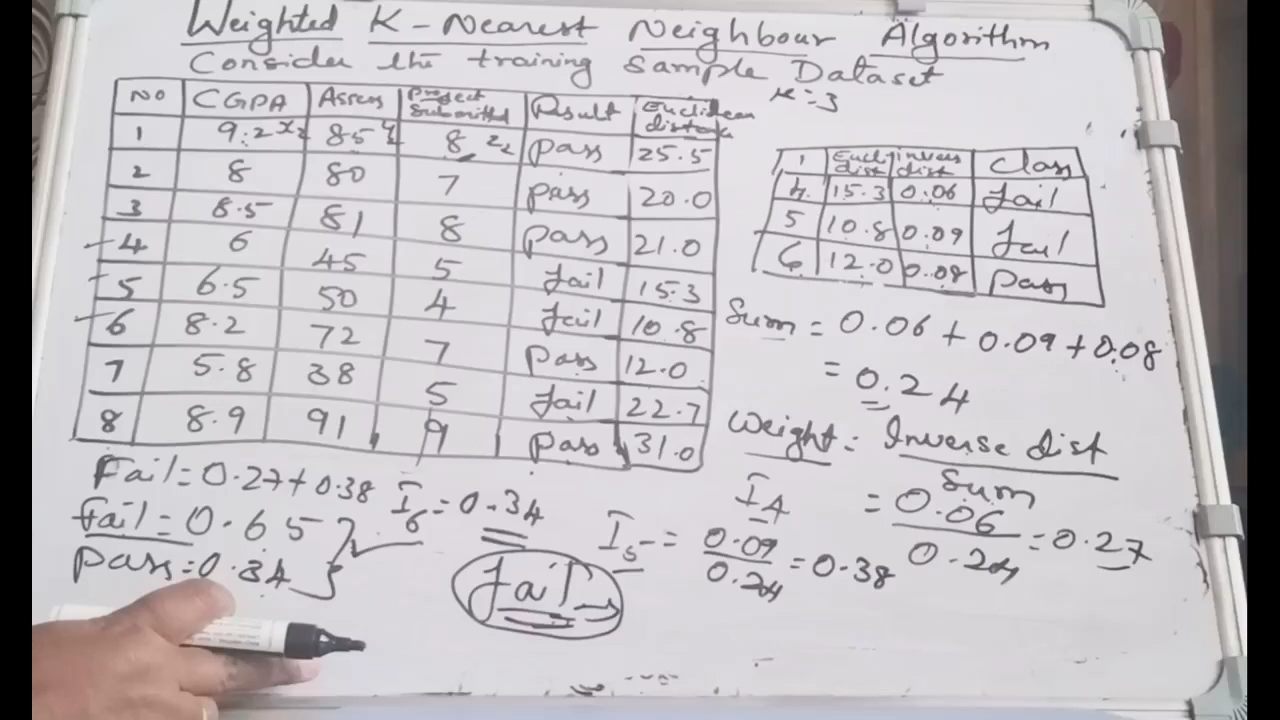 Weighted K-Nearest Neighbour Algorithm
Consider the training Sample Dataset
K=3
NO CGPA Assess Project Submitted Result Euclidean distance
1 9.2 x2 85 y2 8 z2 pass 25.5
2 8 80 7 pass 20.0
3 8.5 81 8 pass 21.0
4 6 45 5 fail 15.3
5 6.5 50 4 fail 10.8
6 8.2 72 7 pass 12.0
7 5.8 38 5 fail 22.7
8 8.9 91 9 pass 31.0
Eucl dist invers dist Class
4 15.3 0.06 fail
5 10.8 0.09 fail
6 12.0 0.08 pass
Sum = 0.06 + 0.09 + 0.08
= 0.24
Weight: Inverse dist
Sum
I4 = 0.06
0.24 = 0.27
I5 = 0.09
0.24 = 0.38
I6 = 0.34
Fail = 0.27 + 0.38
fail = 0.65
pass = 0.34
fail